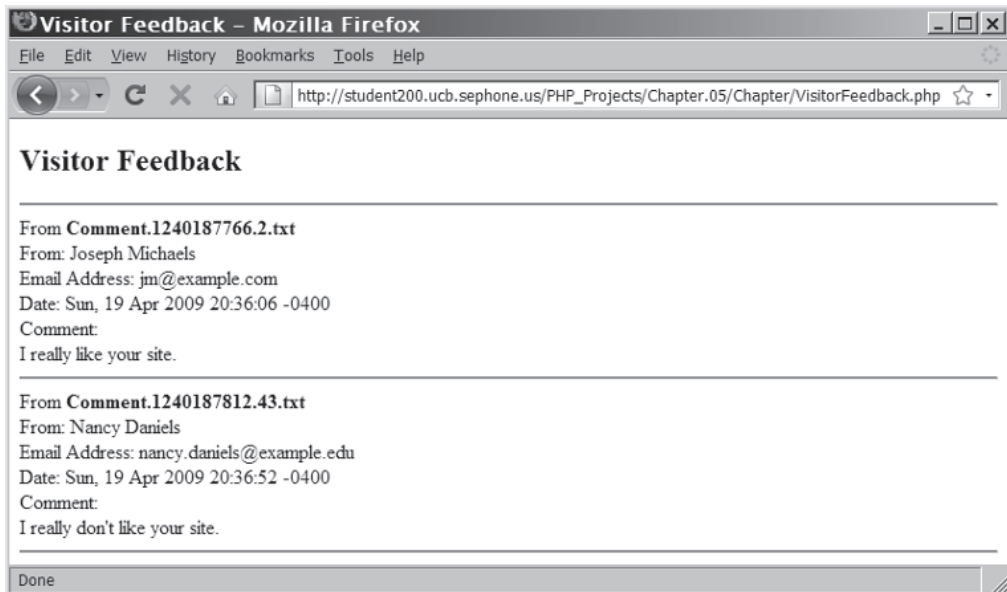 Visitor Feedback – Mozilla Firefox
File Edit View History Bookmarks Tools Help
http://student200.ucb.sephone.us/PHP_Projects/Chapter.05/Chapter/VisitorFeedback.php
Visitor Feedback
From Comment.1240187766.2.txt
From: Joseph Michaels
Email Address: jm@example.com
Date: Sun, 19 Apr 2009 20:36:06 -0400
Comment:
I really like your site.
From Comment.1240187812.43.txt
From: Nancy Daniels
Email Address: nancy.daniels@example.edu
Date: Sun, 19 Apr 2009 20:36:52 -0400
Comment:
I really don't like your site.
Done